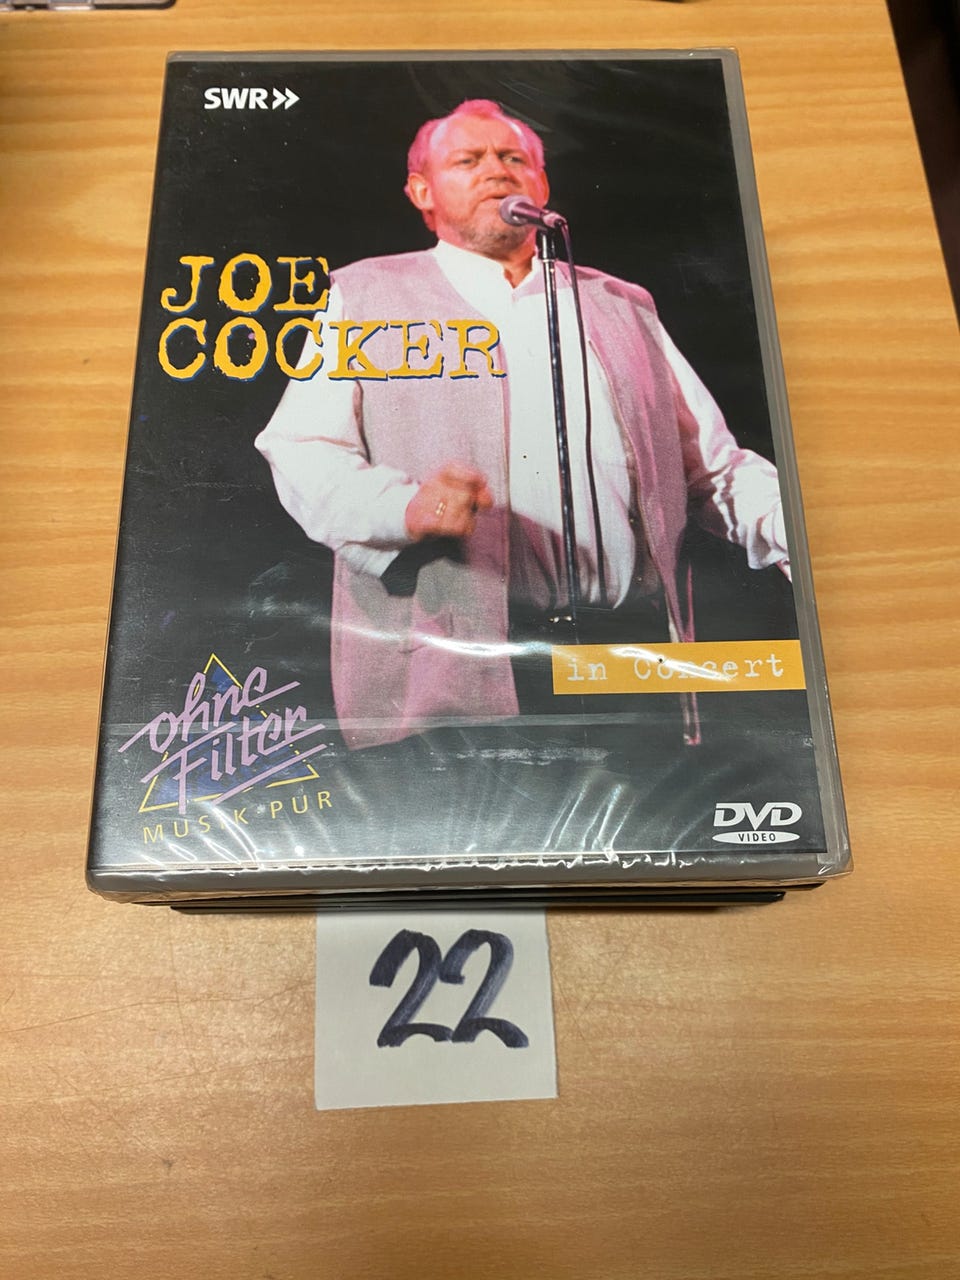 SWR
JOE
COCKER
in Concert
ohne
Filter
MUSIK PUR
DVD
VIDEO
22